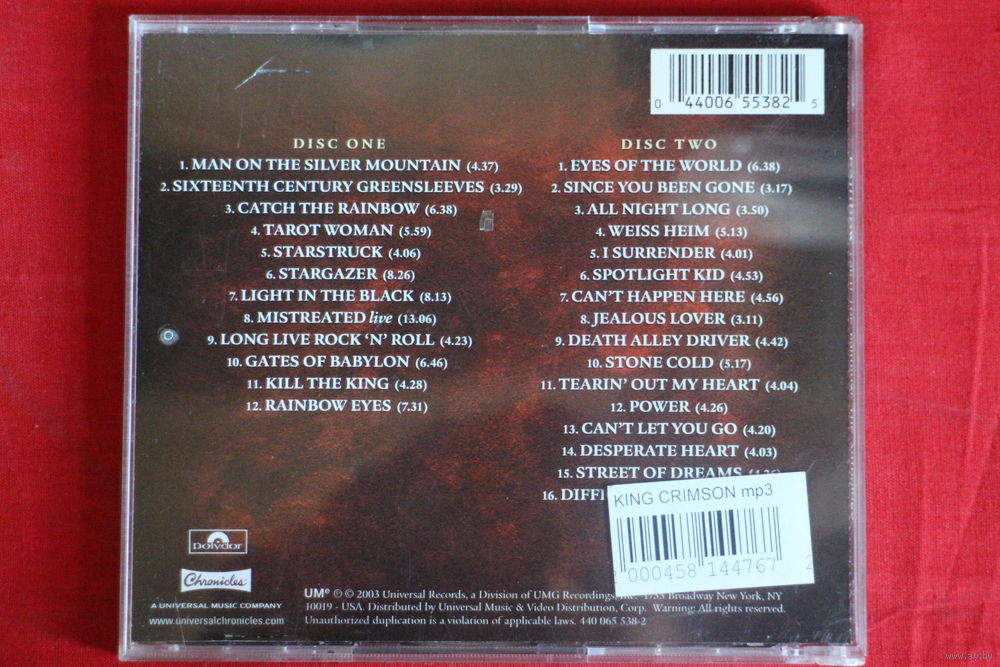 0 44006 55382 5
DISC ONE
1. MAN ON THE SILVER MOUNTAIN (4.37)
2. SIXTEENTH CENTURY GREENSLEEVES (3.29)
3. CATCH THE RAINBOW (6.38)
4. TAROT WOMAN (5.59)
5. STARSTRUCK (4.06)
6. STARGAZER (8.26)
7. LIGHT IN THE BLACK (8.13)
8. MISTREATED live (13.06)
9. LONG LIVE ROCK ‘N’ ROLL (4.23)
10. GATES OF BABYLON (6.46)
11. KILL THE KING (4.28)
12. RAINBOW EYES (7.31)
DISC TWO
1. EYES OF THE WORLD (6.38)
2. SINCE YOU BEEN GONE (3.17)
3. ALL NIGHT LONG (3.50)
4. WEISS HEIM (5.13)
5. I SURRENDER (4.01)
6. SPOTLIGHT KID (4.53)
7. CAN’T HAPPEN HERE (4.56)
8. JEALOUS LOVER (3.11)
9. DEATH ALLEY DRIVER (4.42)
10. STONE COLD (5.17)
11. TEARIN’ OUT MY HEART (4.04)
12. POWER (4.26)
13. CAN’T LET YOU GO (4.20)
14. DESPERATE HEART (4.03)
15. STREET OF DREAMS
16.
KING CRIMSON mp3
000458 144767 2
Polydor
Chronicles
A UNIVERSAL MUSIC COMPANY
www.universalchronicles.com
UMe ℗ © 2003 Universal Records, a Division of UMG Recordings, Broadway New York, NY
10019 - USA. Distributed by Universal Music & Video Distribution, Corp. Warning: All rights reserved.
Unauthorized duplication is a violation of applicable laws. 440 065 538-2
www.ay.by